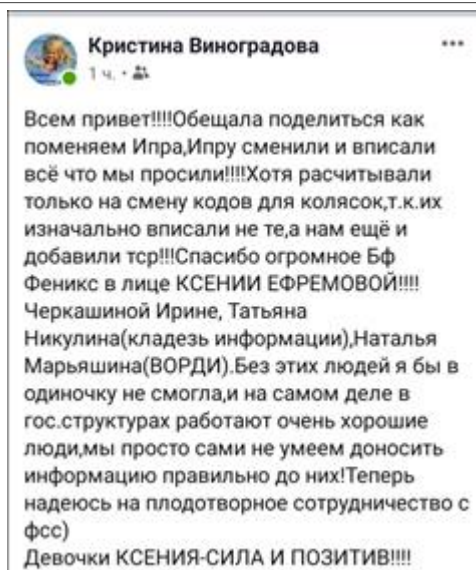 Кристина Виноградова
1 ч. ·
Всем привет!!!!Обещала поделиться как
поменяем Ипра,Ипру сменили и вписали
всё что мы просили!!!!Хотя расчитывали
только на смену кодов для колясок,т.к.их
изначально вписали не те,а нам ещё и
добавили тср!!!Спасибо огромное Бф
Феникс в лице КСЕНИИ ЕФРЕМОВОЙ!!!!
Черкашиной Ирине, Татьяна
Никулина(кладезь информации),Наталья
Марьяшина(ВОРДИ).Без этих людей я бы в
одиночку не смогла,и на самом деле в
гос.структурах работают очень хорошие
люди,мы просто сами не умеем доносить
информацию правильно до них!Теперь
надеюсь на плодотворное сотрудничество с
фсс)
Девочки КСЕНИЯ-СИЛА И ПОЗИТИВ!!!!